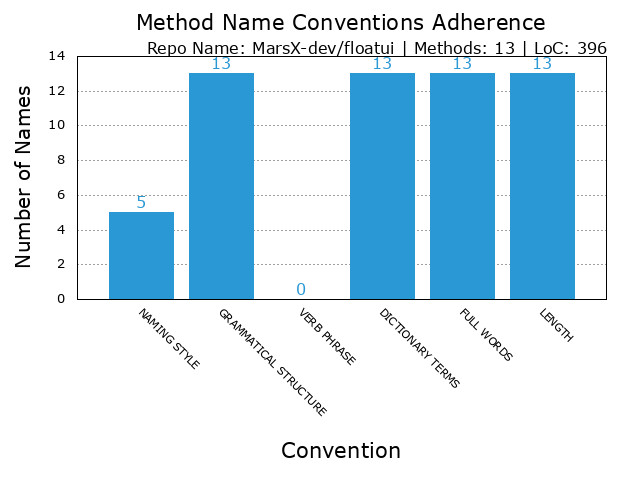 Method Name Conventions Adherence
Repo Name: MarsX-dev/floatui | Methods: 13 | LoC: 396
Number of Names
14
12
10
8
6
4
2
0
5
13
0
13
13
13
NAMING STYLE
GRAMMATICAL STRUCTURE
VERB PHRASE
DICTIONARY TERMS
FULL WORDS
LENGTH
Convention